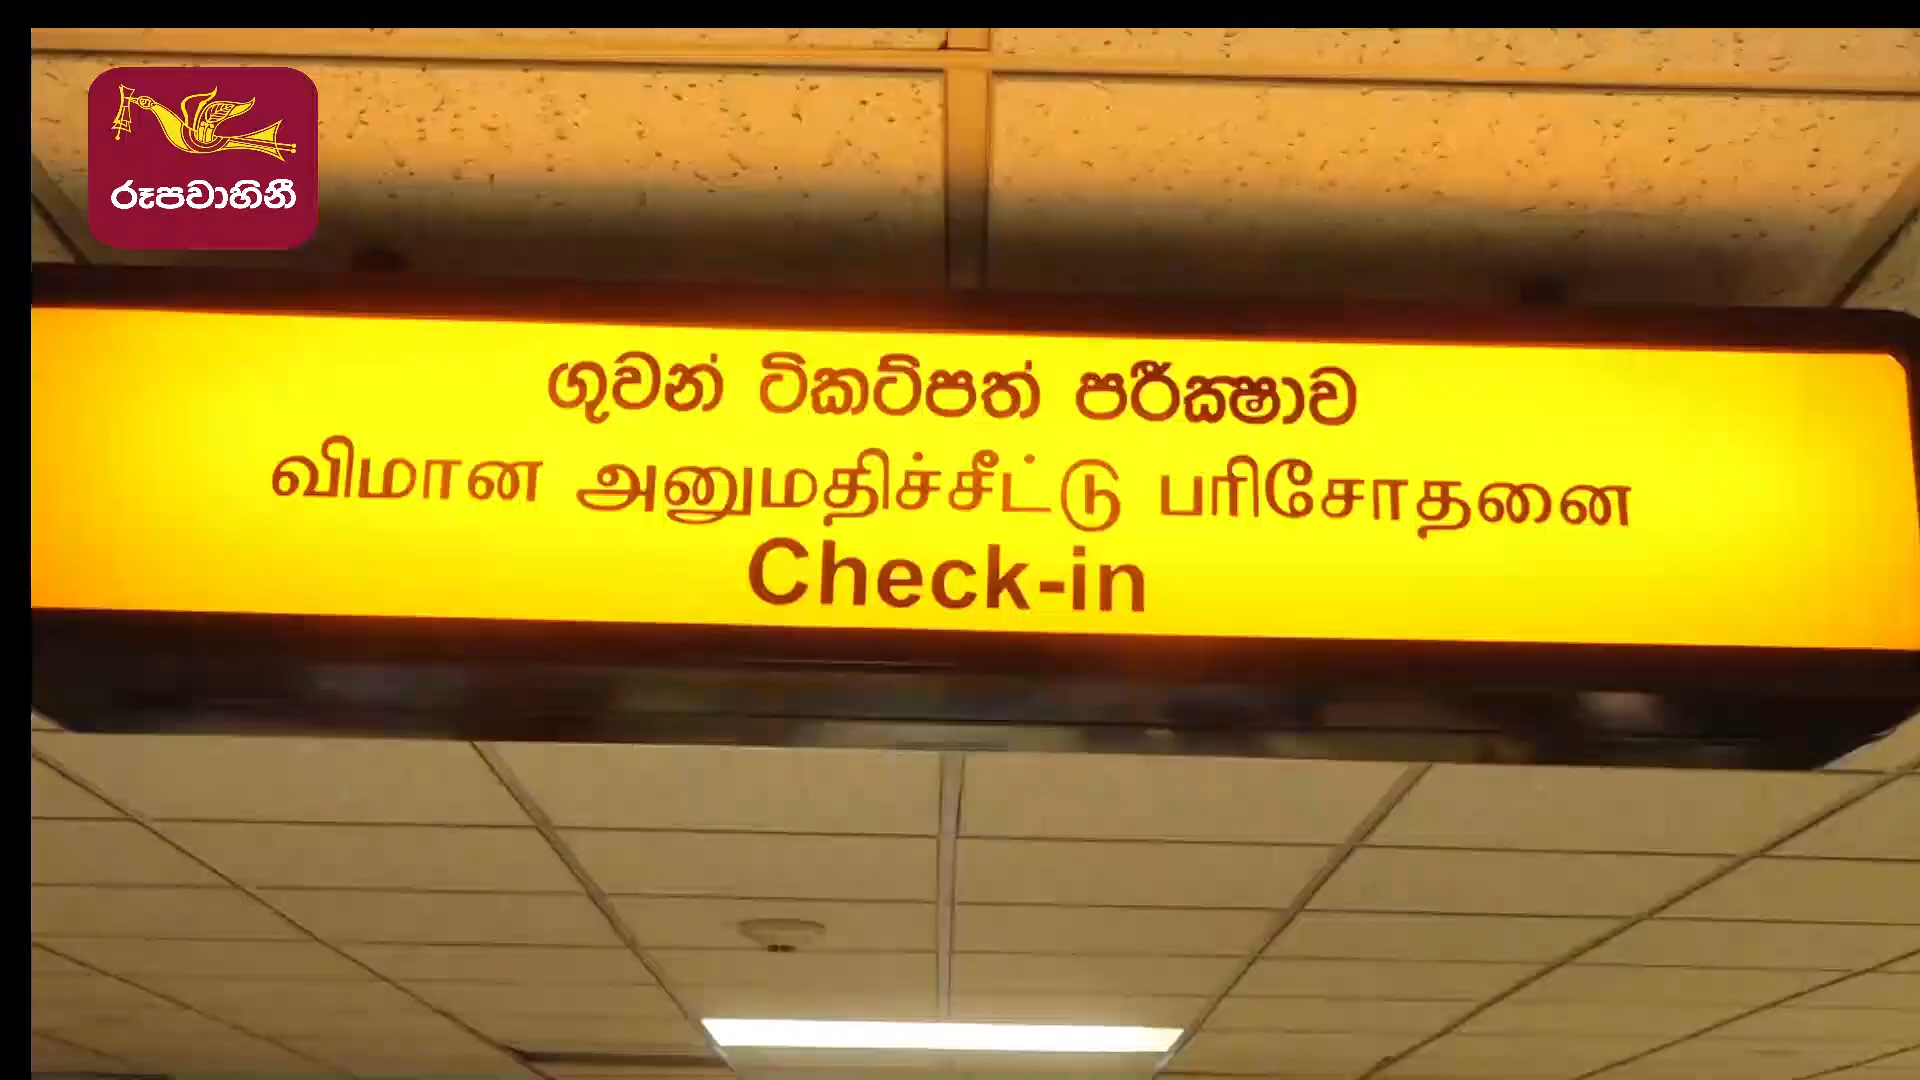 රූපවාහිනී
ගුවන් ටිකට්පත් පරීක්ෂාව
விமான அனுமதிச்சீட்டு பரிசோதனை
Check-in